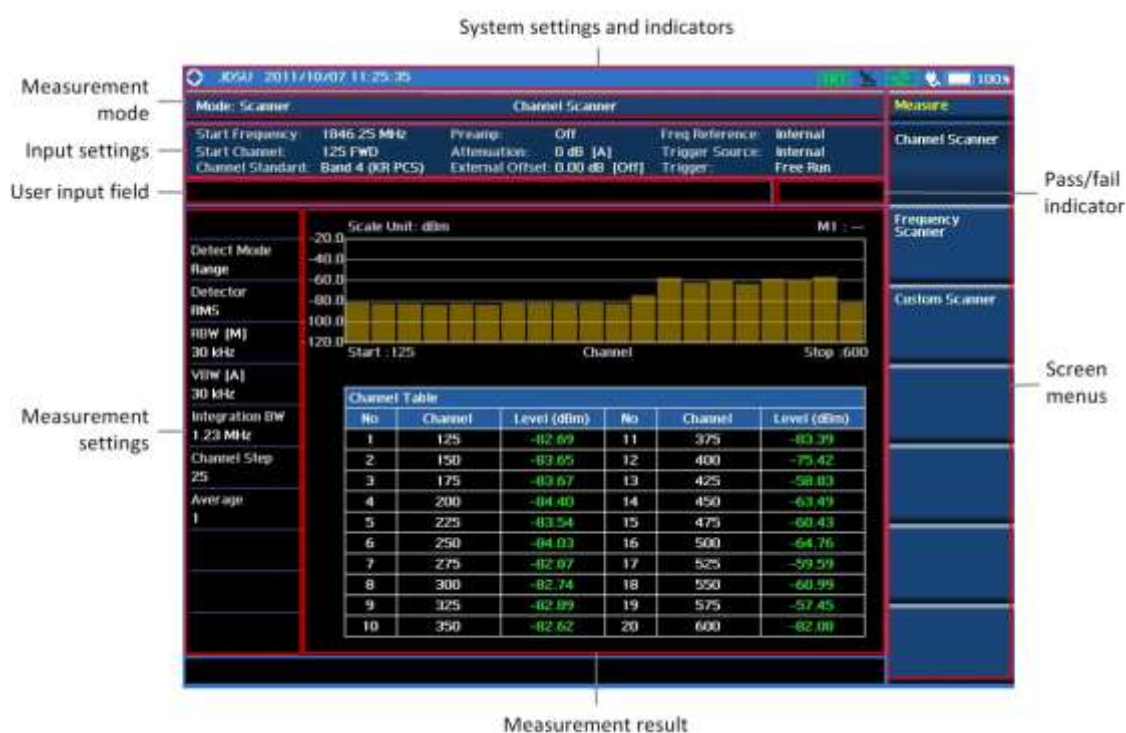 System settings and indicators
JDSU 2011/10/07 11:25:35
100%
Measurement mode
Mode: Scanner
Channel Scanner
Measure
Input settings
Start Frequency: 1846.25 MHz Preamp: Off Freq Reference: Internal
Start Channel: 125 FWD Attenuation: 0 dB [A] Trigger Source: Internal
Channel Standard: Band 4 (KR PCS) External Offset: 0.00 dB [Off] Trigger: Free Run
User input field
Pass/fail indicator
Channel Scanner
Frequency Scanner
Custom Scanner
Screen menus
Measurement settings
Detect Mode
Range
Detector
RMS
RBW [M]
30 kHz
VBW [A]
30 kHz
Integration BW
1.23 MHz
Channel Step
25
Average
1
Scale Unit: dBm M1 : --
-20.0
-40.0
-60.0
-80.0
100.0
120.0
Start :125 Channel Stop :600
Channel Table
No Channel Level (dBm) No Channel Level (dBm)
1 125 -82.69 11 375 -83.39
2 150 -83.65 12 400 -75.42
3 175 -83.67 13 425 -58.03
4 200 -84.40 14 450 -63.49
5 225 -83.54 15 475 -60.43
6 250 -84.03 16 500 -64.76
7 275 -82.07 17 525 -59.59
8 300 -82.74 18 550 -60.99
9 325 -82.89 19 575 -57.45
10 350 -82.62 20 600 -82.00
Measurement result